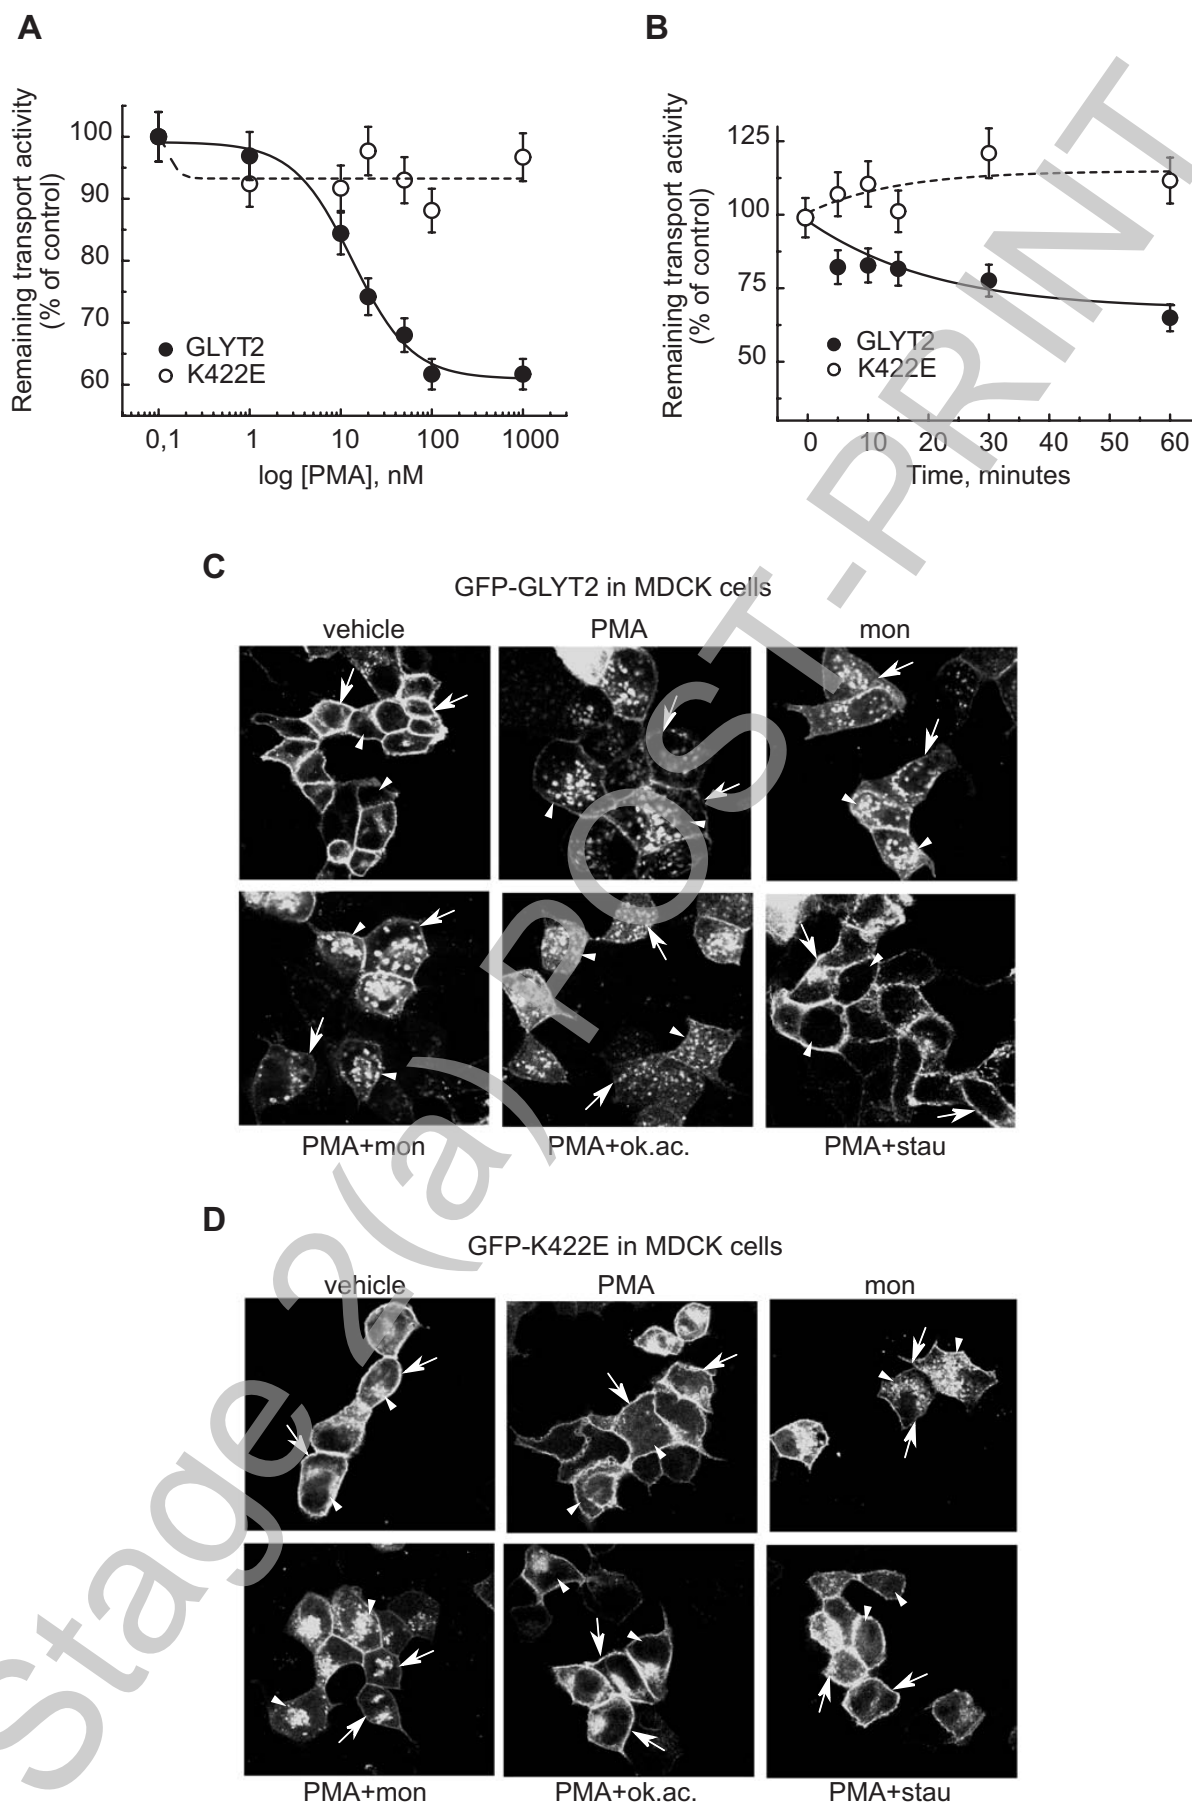 A
B
Remaining transport activity
(% of control)
100
90
80
70
60
GLYT2
K422E
0,1 1 10 100 1000
log [PMA], nM
Remaining transport activity
(% of control)
125
100
75
50
GLYT2
K422E
0 10 20 30 40 50 60
Time, minutes
C
GFP-GLYT2 in MDCK cells
vehicle PMA mon
PMA+mon PMA+ok.ac. PMA+stau
D
GFP-K422E in MDCK cells
vehicle PMA mon
PMA+mon PMA+ok.ac. PMA+stau
Stage 2(a) POST-PRINT